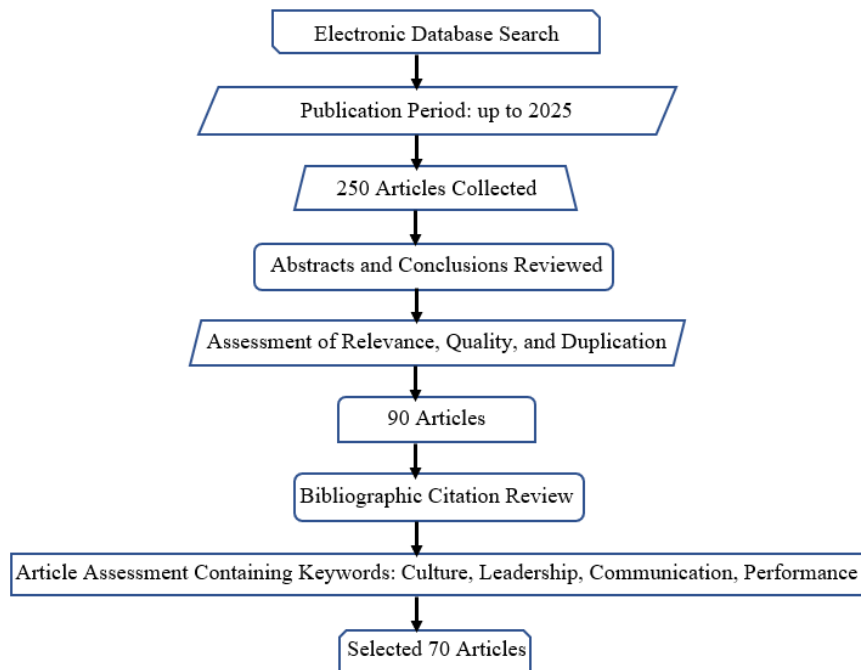 Electronic Database Search
Publication Period: up to 2025
250 Articles Collected
Abstracts and Conclusions Reviewed
Assessment of Relevance, Quality, and Duplication
90 Articles
Bibliographic Citation Review
Article Assessment Containing Keywords: Culture, Leadership, Communication, Performance
Selected 70 Articles